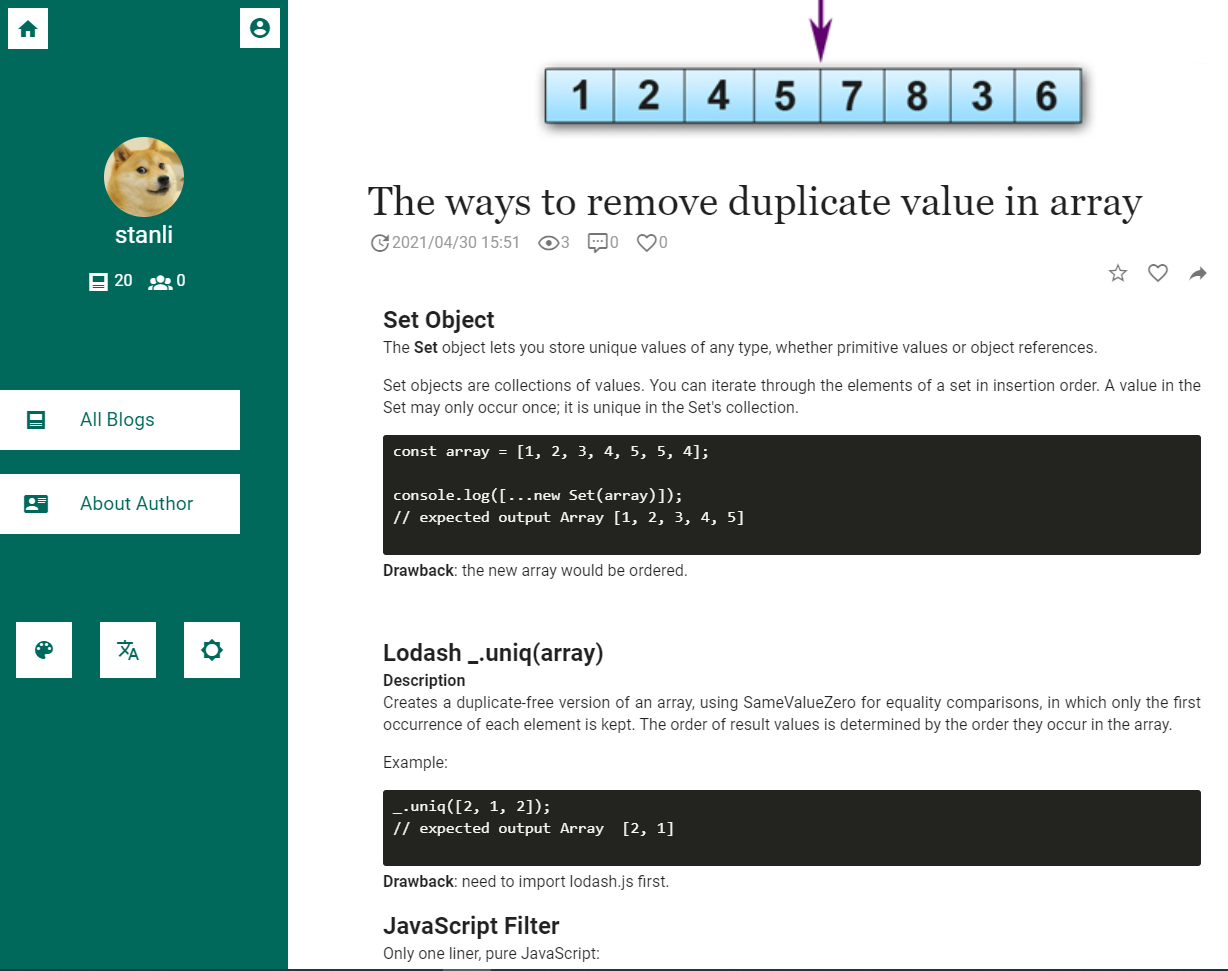 stanli
20 0
All Blogs
About Author
1 2 4 5 7 8 3 6
The ways to remove duplicate value in array
2021/04/30 15:51 3 0 0
Set Object
The Set object lets you store unique values of any type, whether primitive values or object references.
Set objects are collections of values. You can iterate through the elements of a set in insertion order. A value in the
Set may only occur once; it is unique in the Set's collection.
const array = [1, 2, 3, 4, 5, 5, 4];
console.log([...new Set(array)]);
// expected output Array [1, 2, 3, 4, 5]
Drawback: the new array would be ordered.
Lodash _.uniq(array)
Description
Creates a duplicate-free version of an array, using SameValueZero for equality comparisons, in which only the first
occurrence of each element is kept. The order of result values is determined by the order they occur in the array.
Example:
_.uniq([2, 1, 2]);
// expected output Array  [2, 1]
Drawback: need to import lodash.js first.
JavaScript Filter
Only one liner, pure JavaScript: